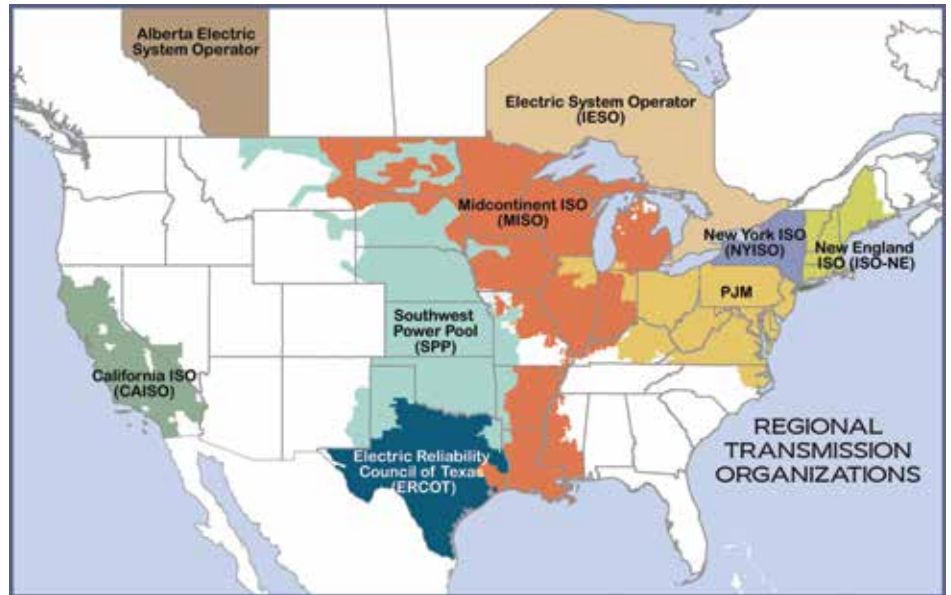 Alberta Electric
System Operator
Electric System Operator
(IESO)
Midcontinent ISO
(MISO)
New York ISO
(NYISO)
New England
ISO (ISO-NE)
PJM
Southwest
Power Pool
(SPP)
California ISO
(CAISO)
Electric Reliability
Council of Texas
(ERCOT)
REGIONAL
TRANSMISSION
ORGANIZATIONS